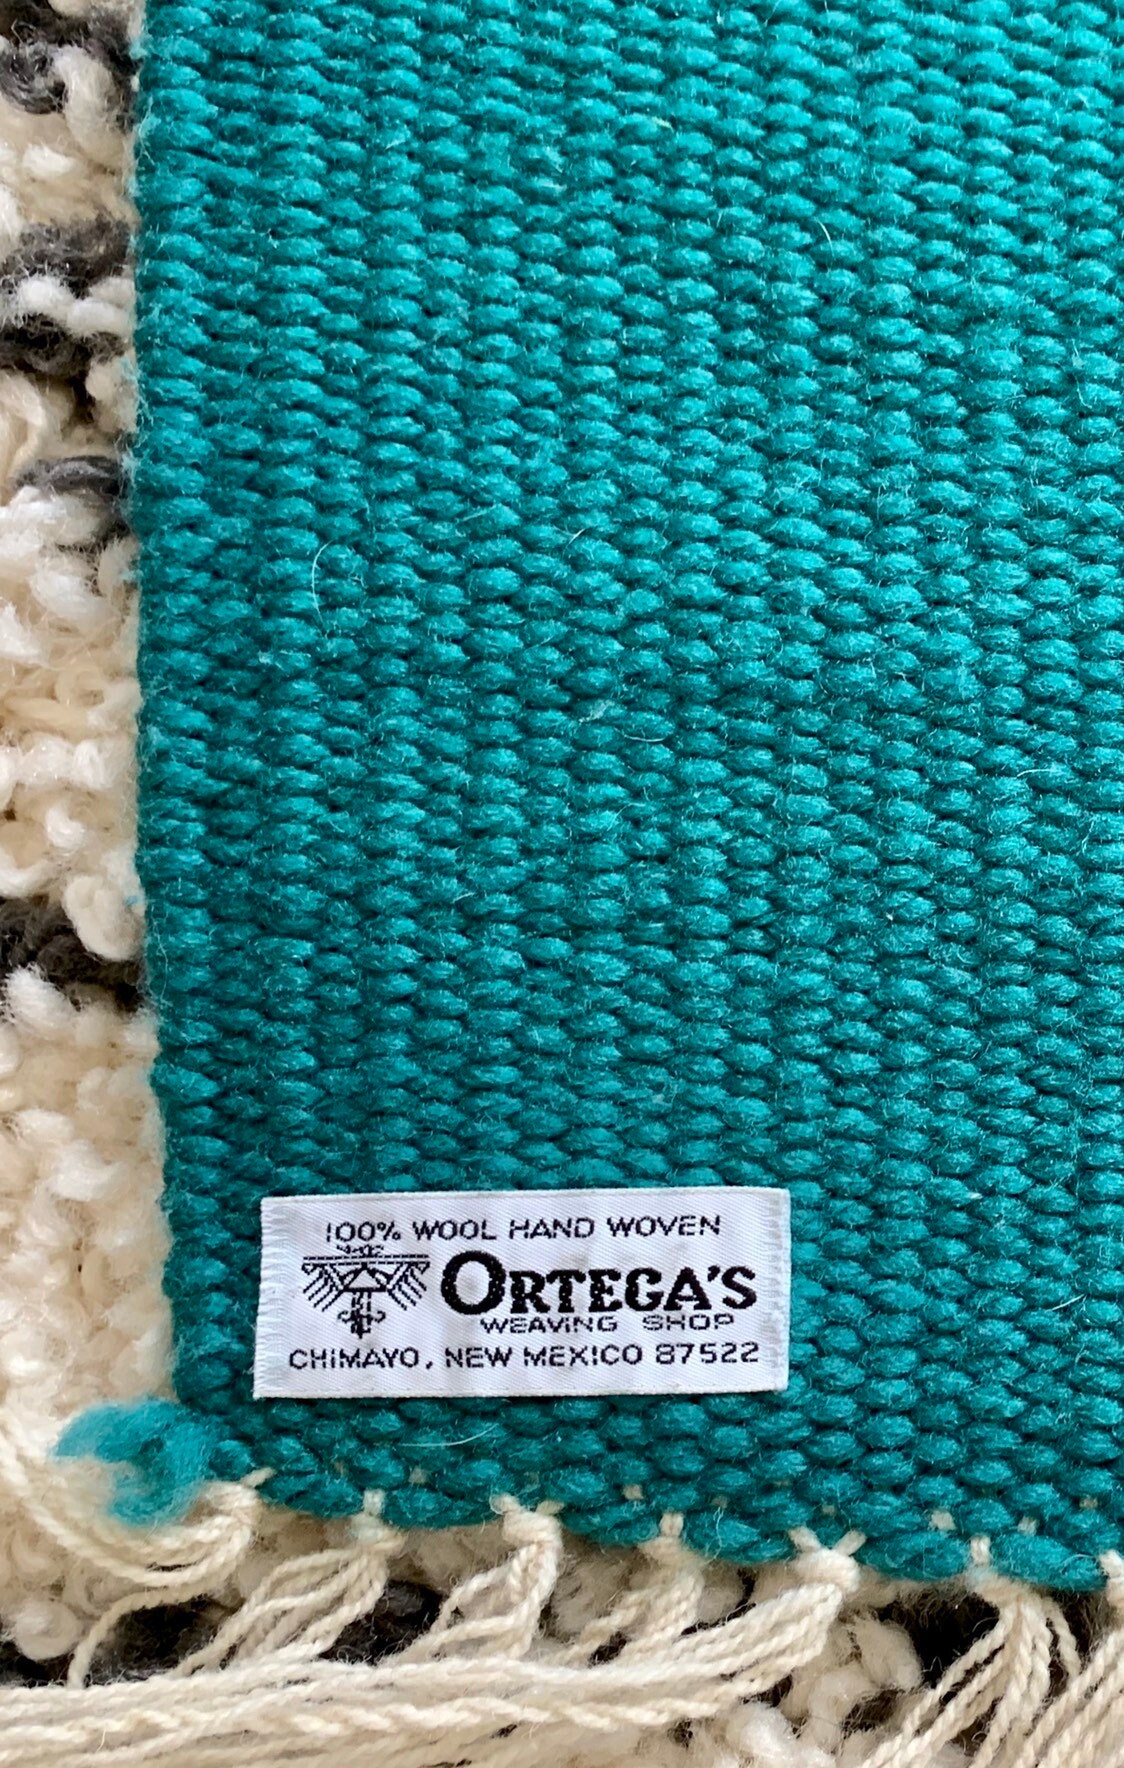 100% WOOL HAND WOVEN
ORTEGA'S
WEAVING SHOP
CHIMAYO, NEW MEXICO 87522